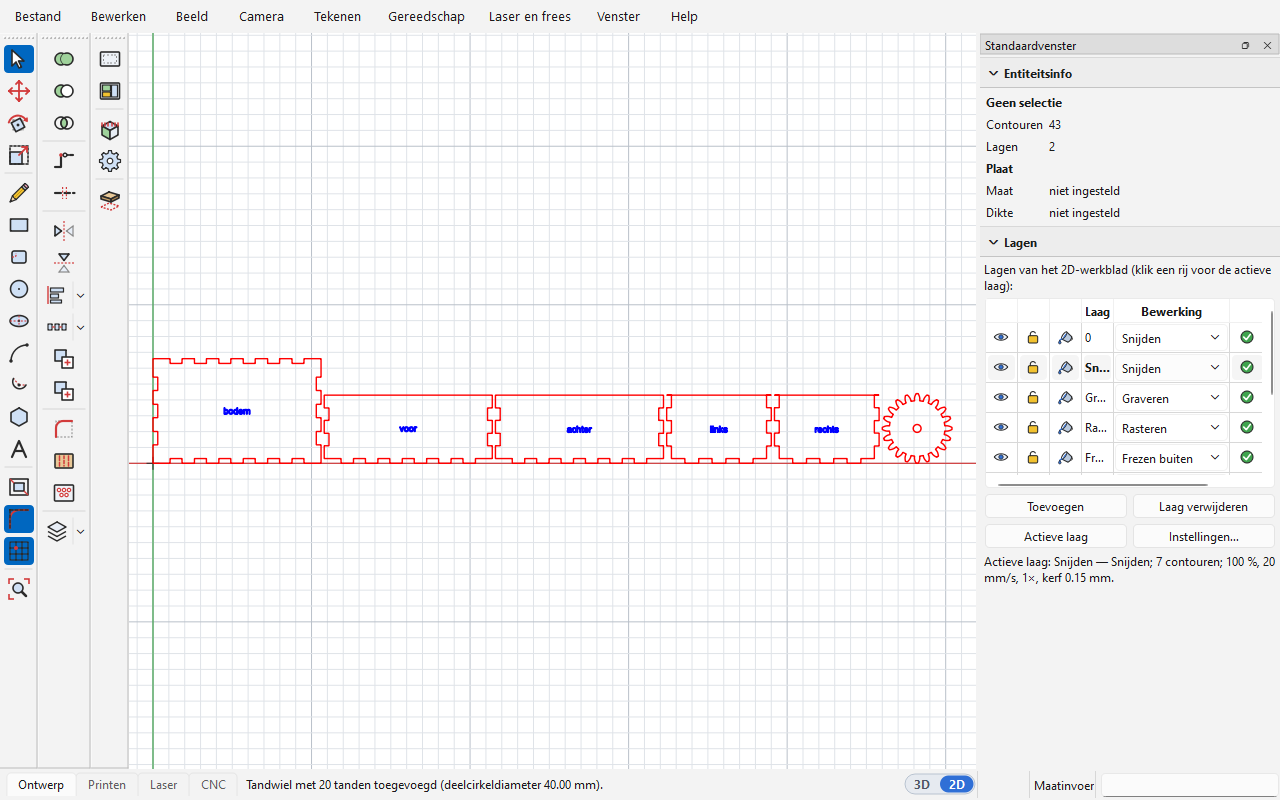 Bestand Bewerken Beeld Camera Tekenen Gereedschap Laser en frees Venster Help
Standaardvenster
Entiteitsinfo
Geen selectie
Contouren 43
Lagen 2
Plaat
Maat niet ingesteld
Dikte niet ingesteld
Lagen
Lagen van het 2D-werkblad (klik een rij voor de actieve
laag):
Laag Bewerking
0 Snijden
Sn... Snijden
Gr... Graveren
Ra... Rasteren
Fr... Frezen buiten
Toevoegen Laag verwijderen
Actieve laag Instellingen...
Actieve laag: Snijden — Snijden; 7 contouren; 100 %, 20
mm/s, 1×, kerf 0.15 mm.
bodem
voor
achter
links
rechts
Ontwerp Printen Laser CNC Tandwiel met 20 tanden toegevoegd (deelcirkeldiameter 40.00 mm). 3D 2D Maatinvoer